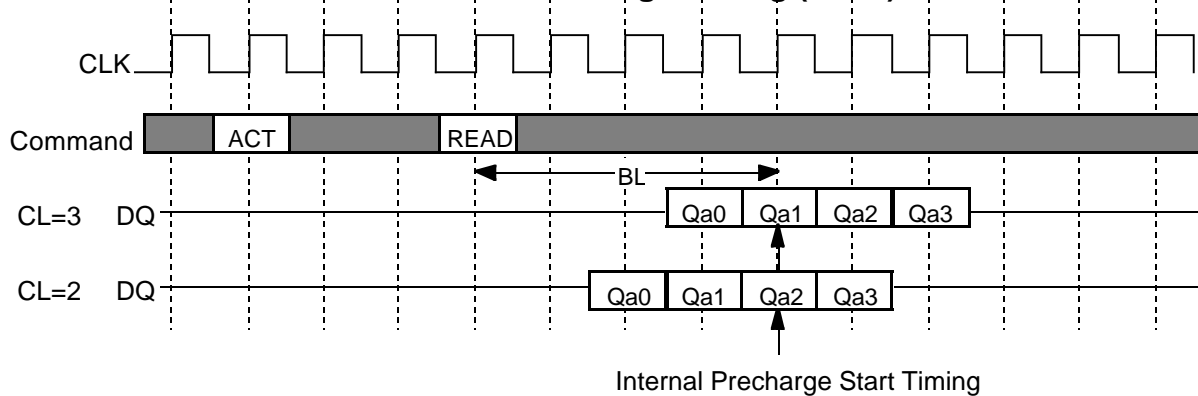 CLK
Command ACT READ
BL
CL=3 DQ Qa0 Qa1 Qa2 Qa3
CL=2 DQ Qa0 Qa1 Qa2 Qa3
Internal Precharge Start Timing